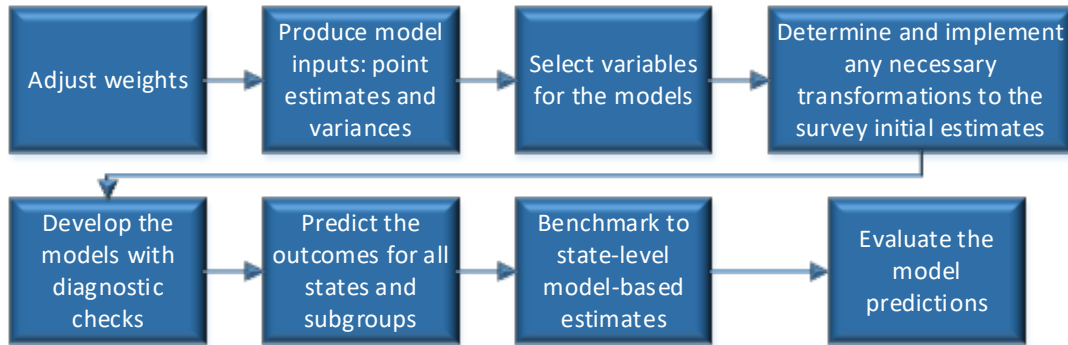 Adjust weights
Produce model
inputs: point
estimates and
variances
Select variables
for the models
Determine and implement
any necessary
transformations to the
survey initial estimates
Develop the
models with
diagnostic
checks
Predict the
outcomes for all
states and
subgroups
Benchmark to
state-level
model-based
estimates
Evaluate the
model
predictions